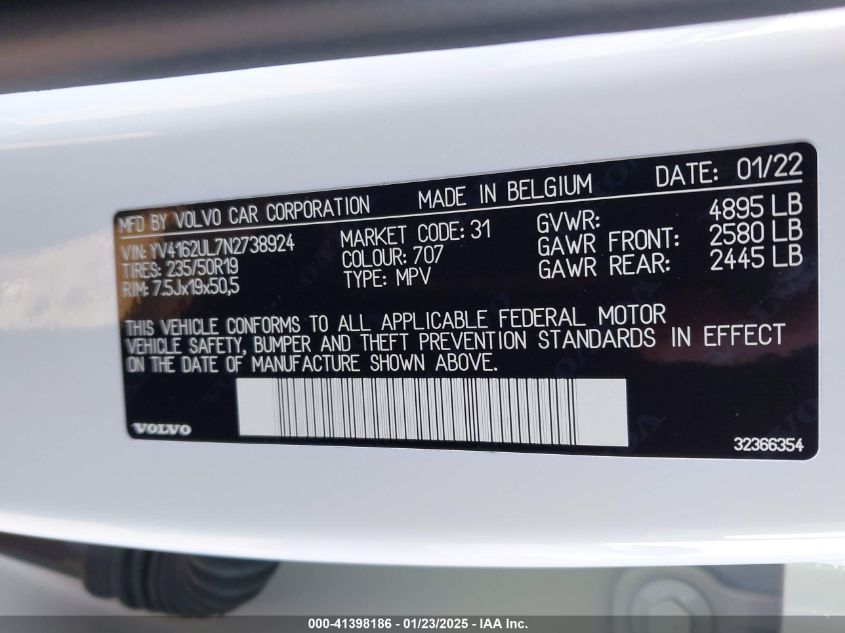 MFD BY VOLVO CAR CORPORATION MADE IN BELGIUM DATE: 01/22
VIN: YV4162UL7N2738924 MARKET CODE: 31 GVWR: 4895 LB
TIRES: 235/50R19 COLOUR: 707 GAWR FRONT: 2580 LB
RIM: 7.5Jx19x50,5 TYPE: MPV GAWR REAR: 2445 LB
THIS VEHICLE CONFORMS TO ALL APPLICABLE FEDERAL MOTOR
VEHICLE SAFETY, BUMPER AND THEFT PREVENTION STANDARDS IN EFFECT
ON THE DATE OF MANUFACTURE SHOWN ABOVE.
VOLVO
32366354
000-41398186 - 01/23/2025 - IAA Inc.